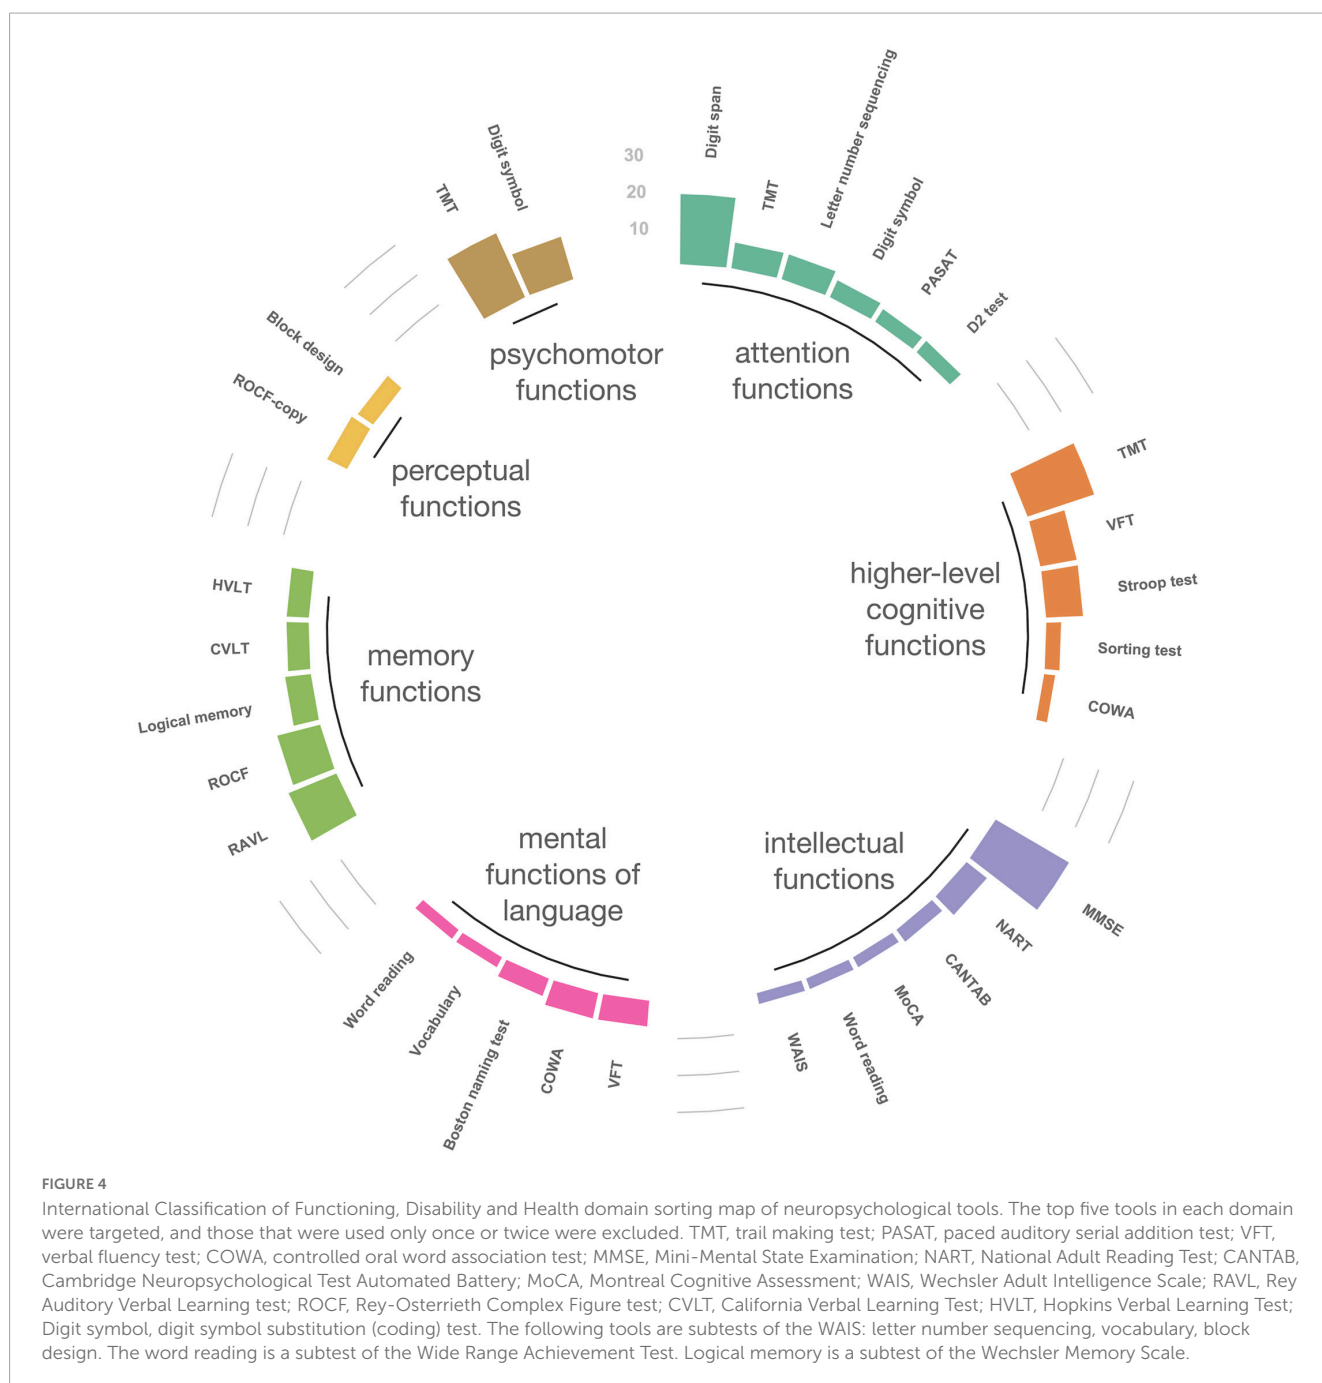 30
20
10
Digit span
TMT
Letter number sequencing
Digit symbol
PASAT
D2 test
attention
functions
TMT
VFT
Stroop test
Sorting test
COWA
higher-level
cognitive
functions
MMSE
NART
CANTAB
MoCA
Word reading
WAIS
intellectual
functions
VFT
COWA
Boston naming test
Vocabulary
Word reading
mental
functions of
language
RAVL
ROCF
Logical memory
CVLT
HVLT
memory
functions
ROCF-copy
Block design
perceptual
functions
TMT
Digit symbol
psychomotor
functions
FIGURE 4
International Classification of Functioning, Disability and Health domain sorting map of neuropsychological tools. The top five tools in each domain
were targeted, and those that were used only once or twice were excluded. TMT, trail making test; PASAT, paced auditory serial addition test; VFT,
verbal fluency test; COWA, controlled oral word association test; MMSE, Mini-Mental State Examination; NART, National Adult Reading Test; CANTAB,
Cambridge Neuropsychological Test Automated Battery; MoCA, Montreal Cognitive Assessment; WAIS, Wechsler Adult Intelligence Scale; RAVL, Rey
Auditory Verbal Learning test; ROCF, Rey-Osterrieth Complex Figure test; CVLT, California Verbal Learning Test; HVLT, Hopkins Verbal Learning Test;
Digit symbol, digit symbol substitution (coding) test. The following tools are subtests of the WAIS: letter number sequencing, vocabulary, block
design. The word reading is a subtest of the Wide Range Achievement Test. Logical memory is a subtest of the Wechsler Memory Scale.